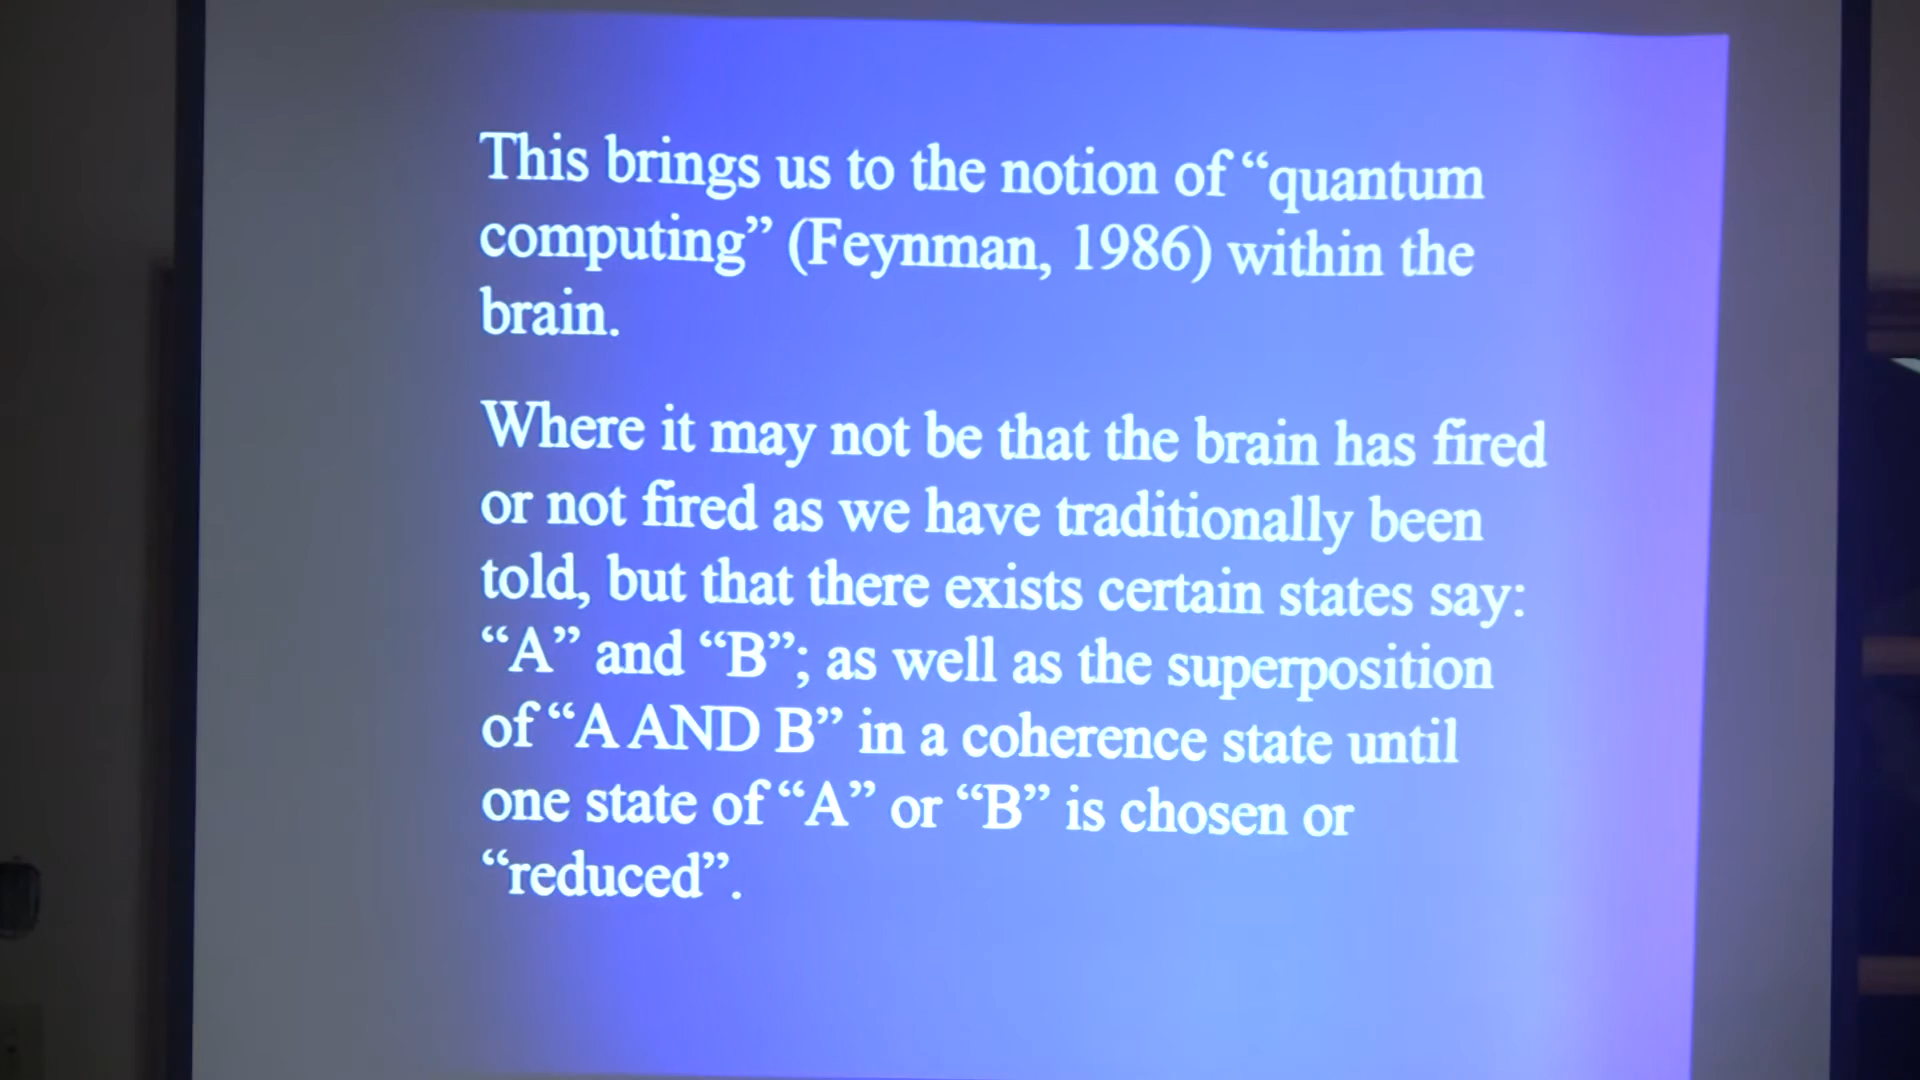 This brings us to the notion of “quantum
computing” (Feynman, 1986) within the
brain.
Where it may not be that the brain has fired
or not fired as we have traditionally been
told, but that there exists certain states say:
“A” and “B”; as well as the superposition
of “A AND B” in a coherence state until
one state of “A” or “B” is chosen or
“reduced”.